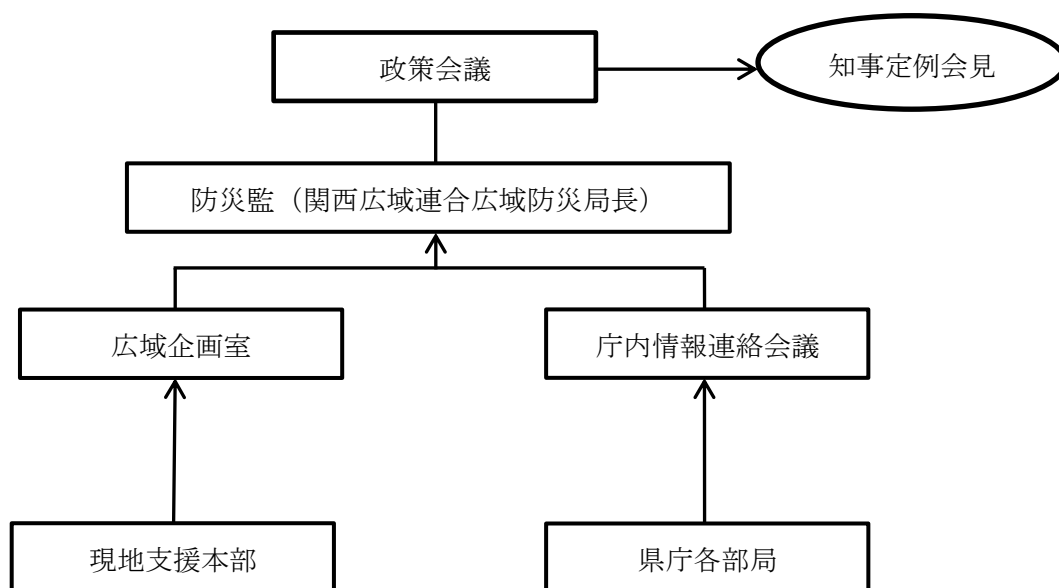 政策会議
知事定例会見
防災監（関西広域連合広域防災局長）
広域企画室
庁内情報連絡会議
現地支援本部
県庁各部局